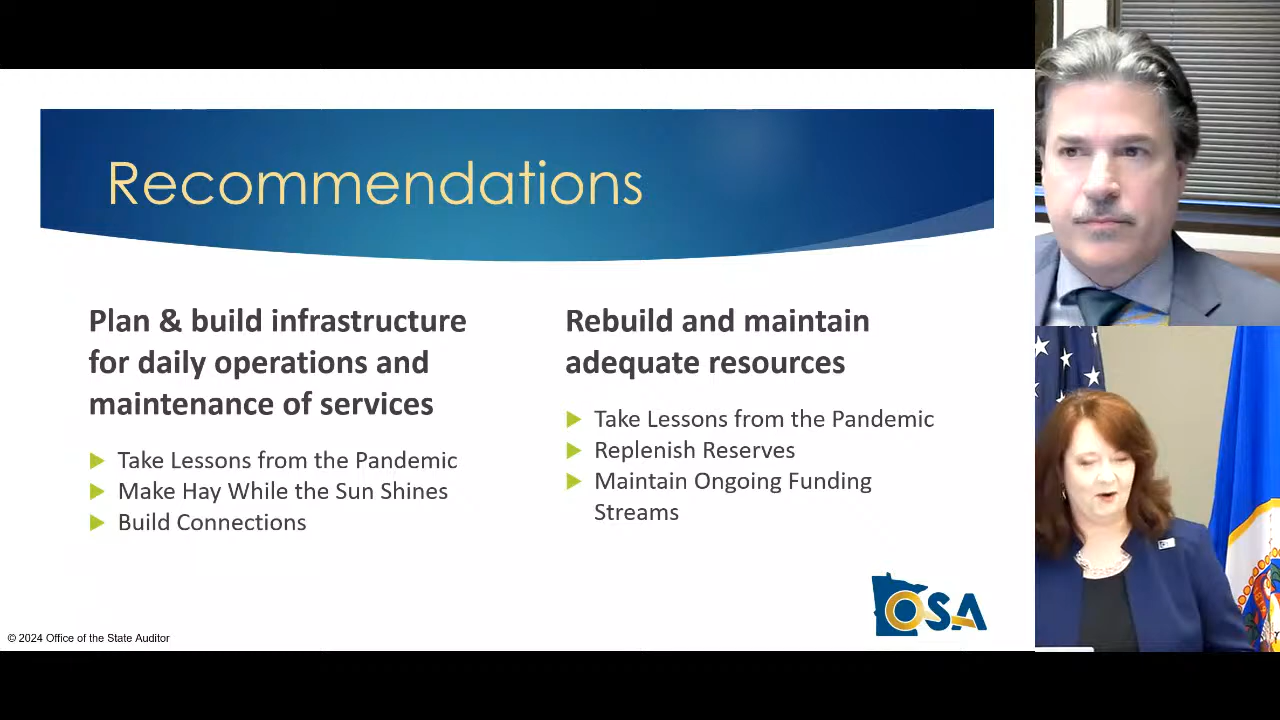 Recommendations
Plan & build infrastructure
for daily operations and
maintenance of services
Take Lessons from the Pandemic
Make Hay While the Sun Shines
Build Connections
Rebuild and maintain
adequate resources
Take Lessons from the Pandemic
Replenish Reserves
Maintain Ongoing Funding
Streams
OSA
© 2024 Office of the State Auditor